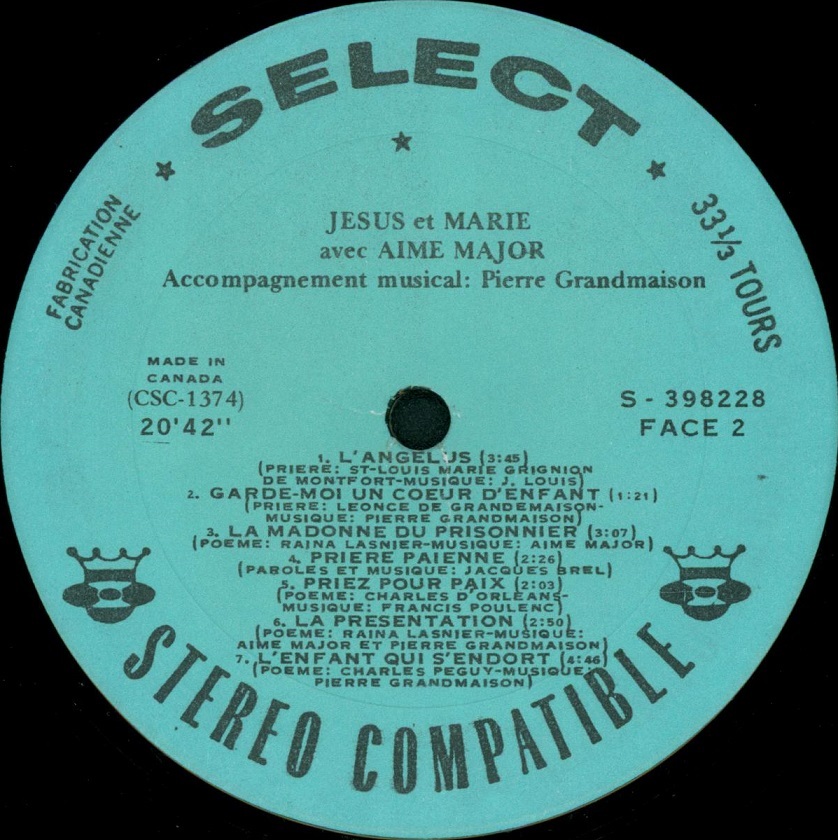 SELECT
FABRICATION
CANADIENNE
33 1/3 TOURS
JESUS et MARIE
avec AIME MAJOR
Accompagnement musical: Pierre Grandmaison
MADE IN
CANADA
(CSC-1374)
20'42"
S - 398228
FACE 2
1. L'ANGELUS (3:45)
(PRIERE: ST-LOUIS MARIE GRIGNION
DE MONTFORT-MUSIQUE: J. LOUIS)
2. GARDE-MOI UN COEUR D'ENFANT (1:21)
(PRIERE: LEONCE DE GRANDEMAISON-
MUSIQUE: PIERRE GRANDMAISON)
3. LA MADONNE DU PRISONNIER (3:07)
(POEME: RAINA LASNIER-MUSIQUE: AIME MAJOR)
4. PRIERE PAIENNE (2:26)
(PAROLES ET MUSIQUE: JACQUES BREL)
5. PRIEZ POUR PAIX (2:03)
(POEME: CHARLES D'ORLEANS-
MUSIQUE: FRANCIS POULENC)
6. LA PRESENTATION (2:50)
(POEME: RAINA LASNIER-MUSIQUE:
AIME MAJOR ET PIERRE GRANDMAISON)
7. L'ENFANT QUI S'ENDORT (4:46)
(POEME: CHARLES PEGUY-MUSIQUE:
PIERRE GRANDMAISON)
STEREO COMPATIBLE